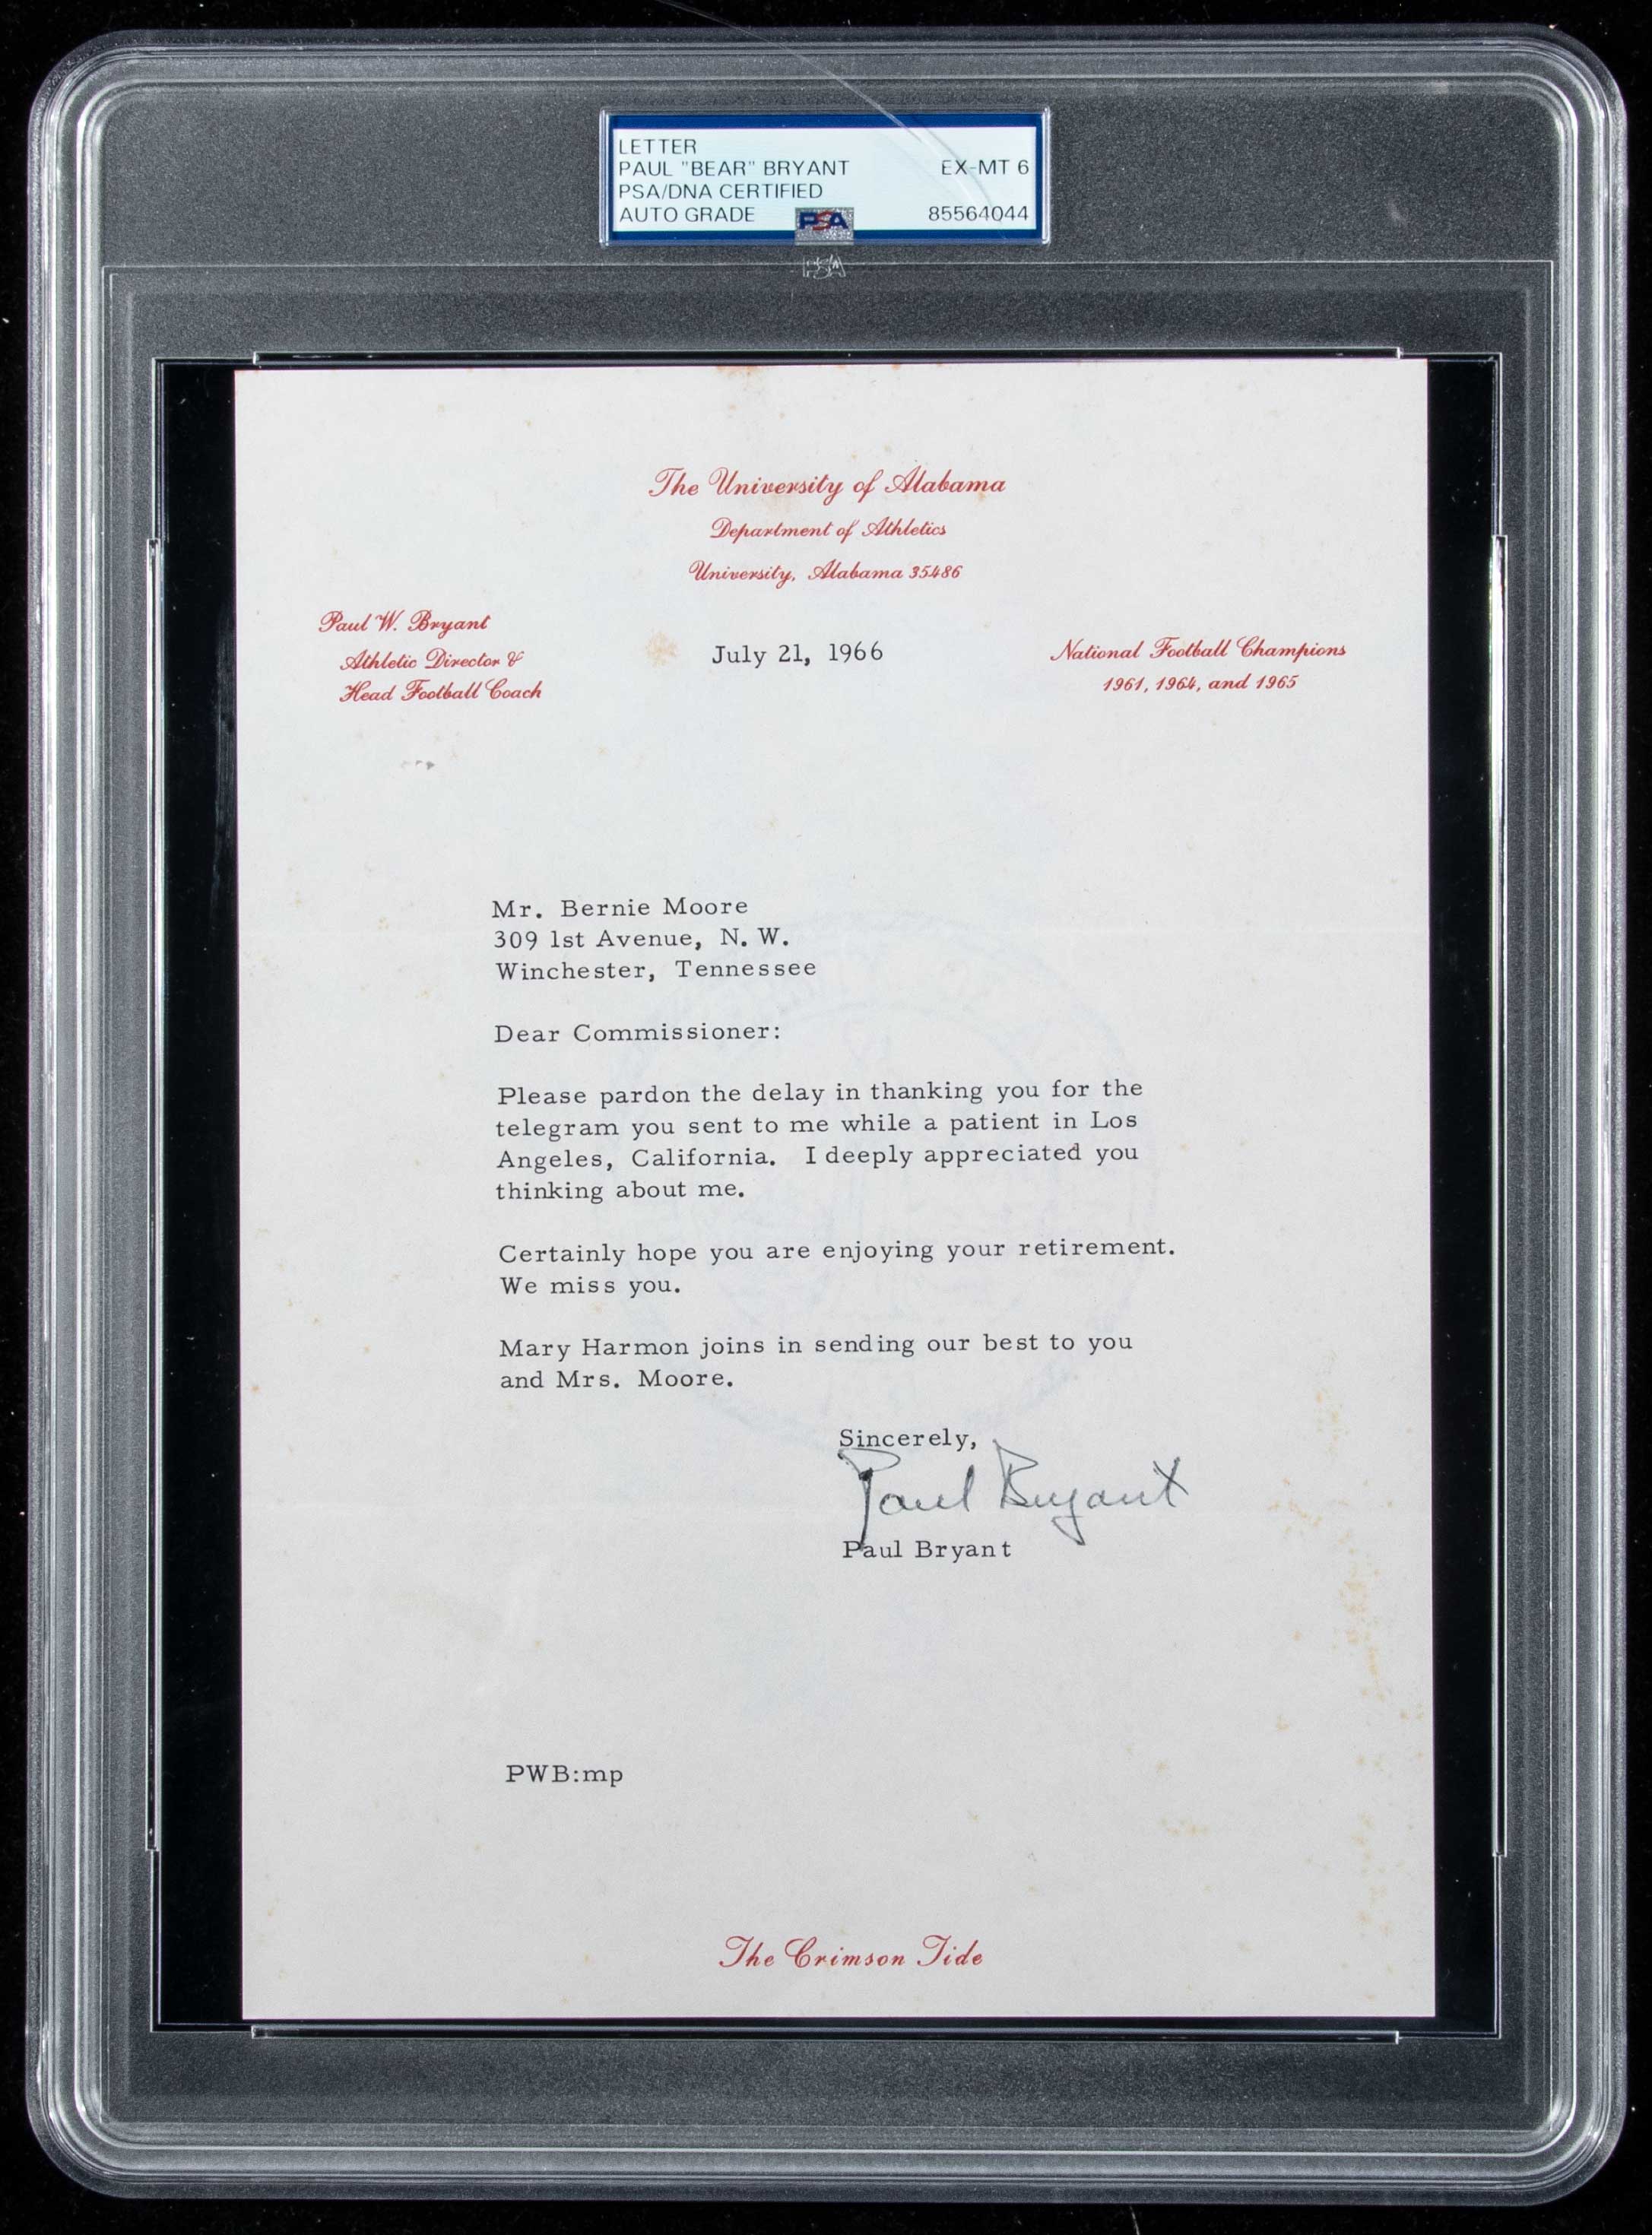 LETTER
PAUL "BEAR" BRYANT EX-MT 6
PSA/DNA CERTIFIED
AUTO GRADE PSA 85564044
PSA
The University of Alabama
Department of Athletics
University, Alabama 35486
Paul W. Bryant
Athletic Director &
Head Football Coach
July 21, 1966
National Football Champions
1961, 1964, and 1965
Mr. Bernie Moore
309 1st Avenue, N. W.
Winchester, Tennessee
Dear Commissioner:
Please pardon the delay in thanking you for the
telegram you sent to me while a patient in Los
Angeles, California. I deeply appreciated you
thinking about me.
Certainly hope you are enjoying your retirement.
We miss you.
Mary Harmon joins in sending our best to you
and Mrs. Moore.
Sincerely,
Paul Bryant
Paul Bryant
PWB:mp
The Crimson Tide